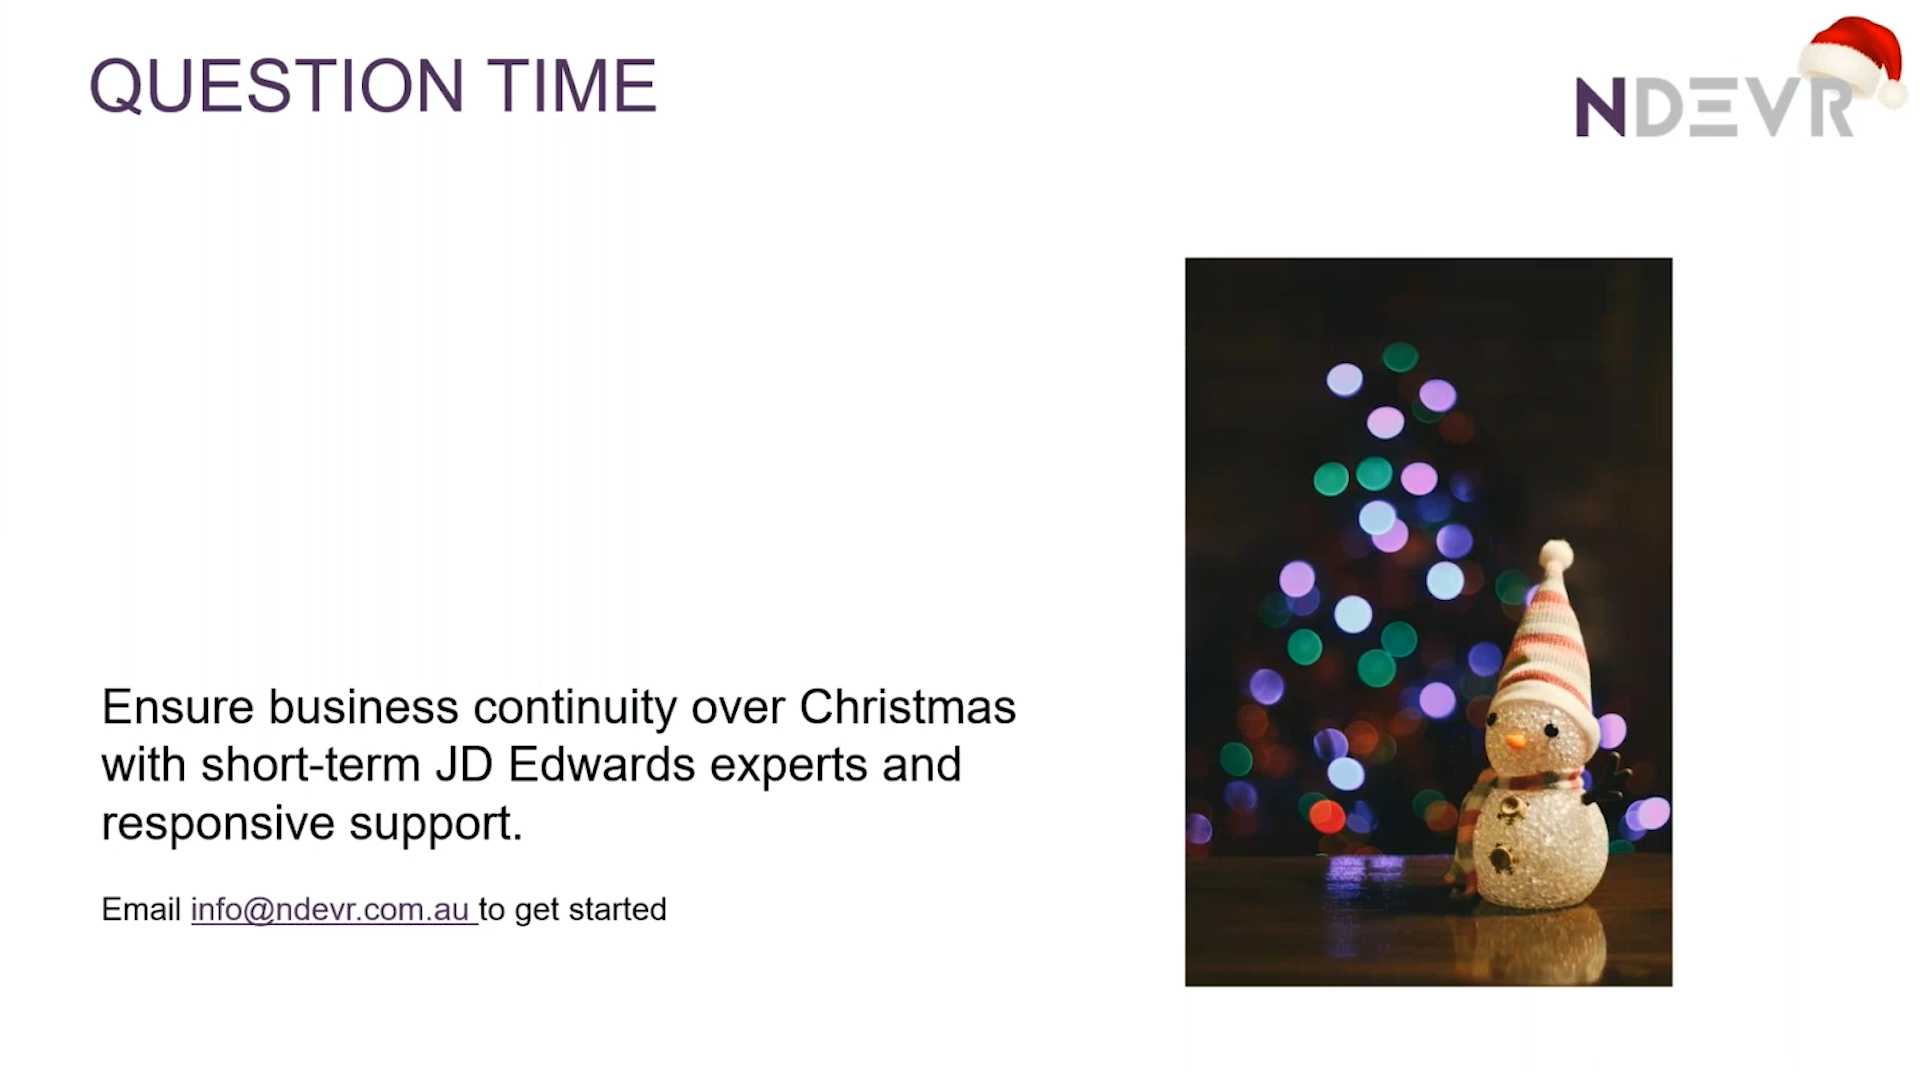 QUESTION TIME
NDEVR
Ensure business continuity over Christmas
with short-term JD Edwards experts and
responsive support.
Email info@ndevr.com.au to get started